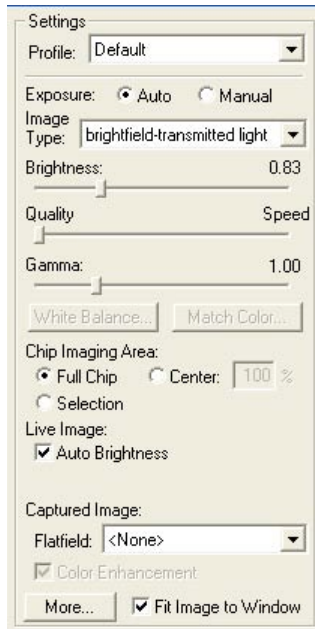 Settings
Profile: Default
Exposure: Auto Manual
Image
Type: brightfield-transmitted light
Brightness: 0.83
Quality Speed
Gamma: 1.00
White Balance... Match Color...
Chip Imaging Area:
Full Chip Center: 100 %
Selection
Live Image:
Auto Brightness
Captured Image:
Flatfield: <None>
Color Enhancement
More... Fit Image to Window